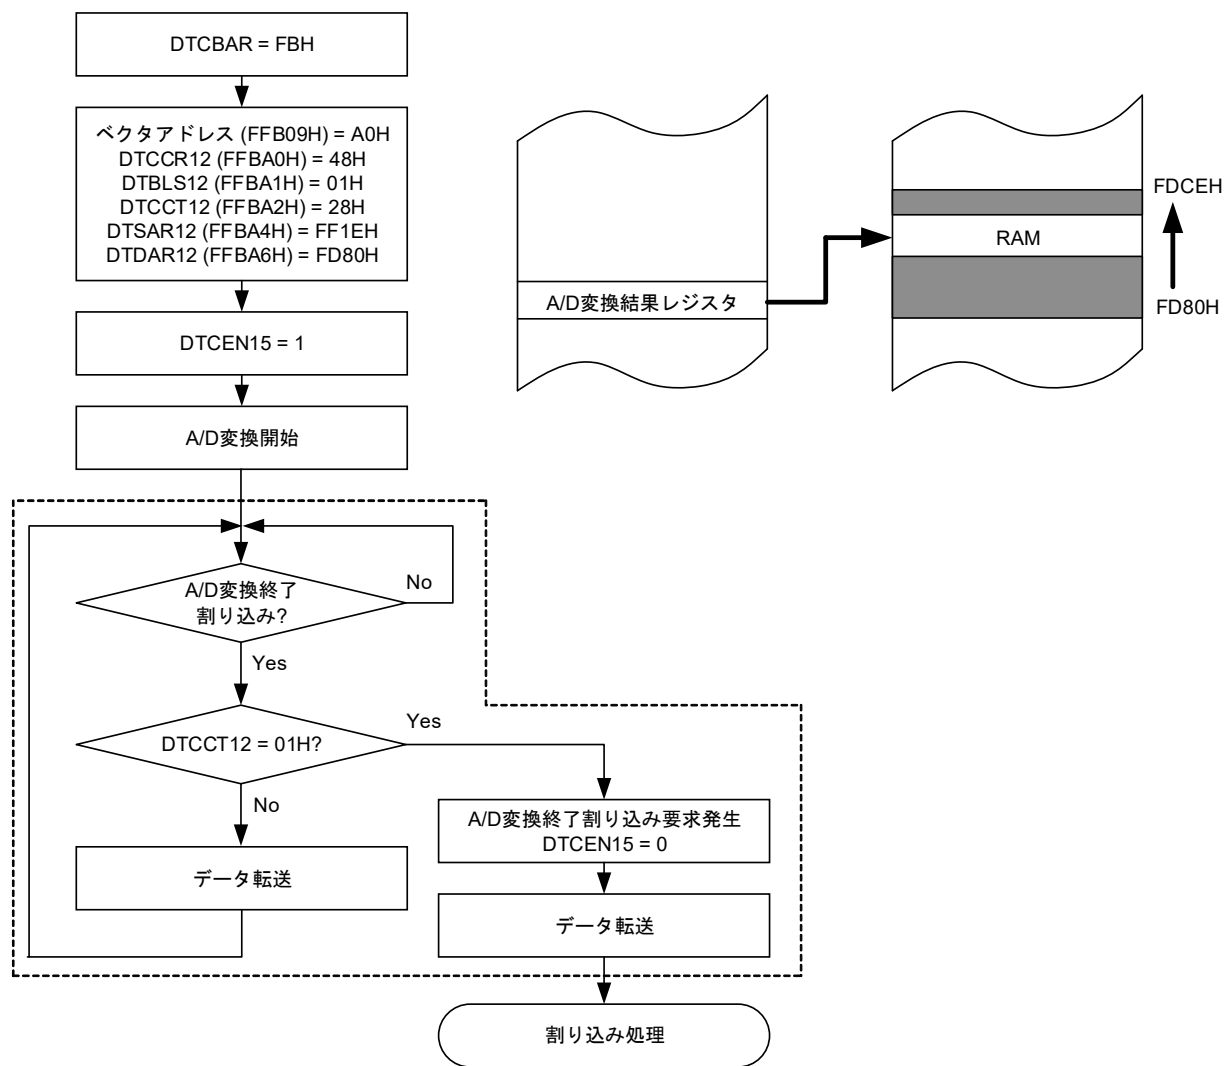 DTCBAR = FBH
ベクタアドレス (FFB09H) = A0H
DTCCR12 (FFBA0H) = 48H
DTBLS12 (FFBA1H) = 01H
DTCCT12 (FFBA2H) = 28H
DTSAR12 (FFBA4H) = FF1EH
DTDAR12 (FFBA6H) = FD80H
DTCEN15 = 1
A/D変換開始
A/D変換終了
割り込み?
No
Yes
DTCCT12 = 01H?
Yes
No
データ転送
A/D変換終了割り込み要求発生
DTCEN15 = 0
データ転送
割り込み処理
A/D変換結果レジスタ
RAM
FDCEH
FD80H